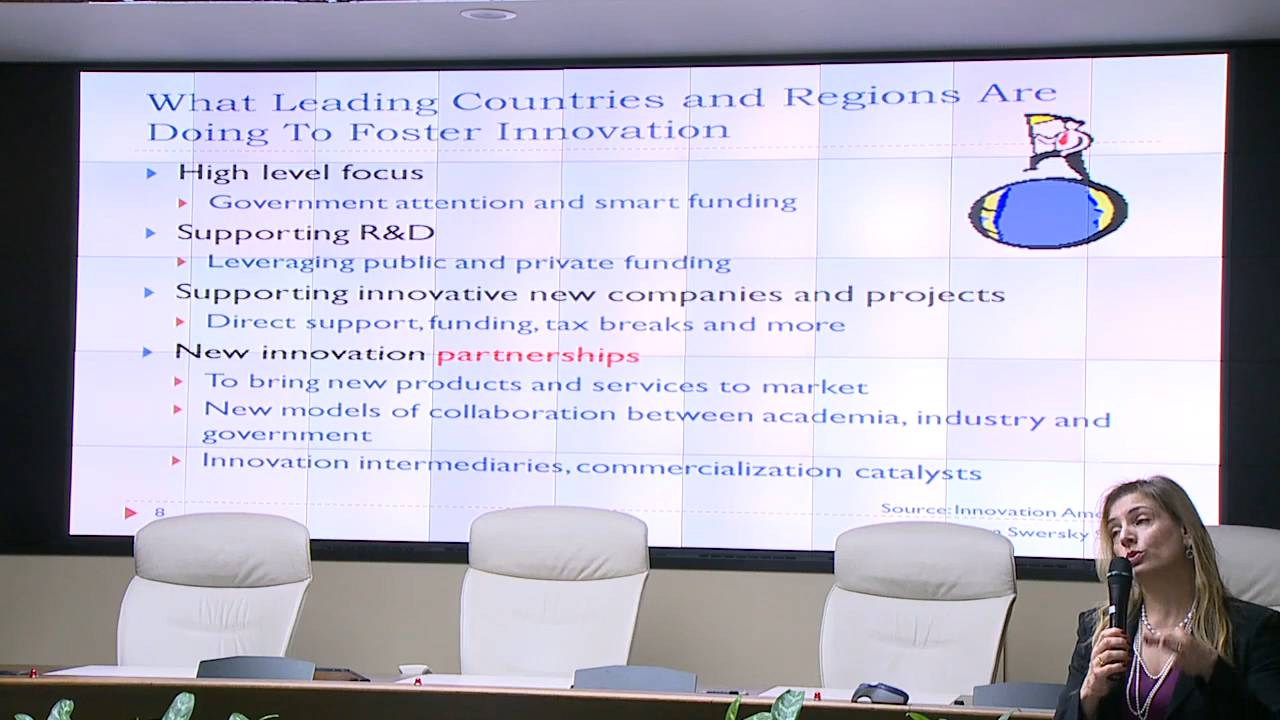 What Leading Countries and Regions Are
Doing To Foster Innovation
High level focus
Government attention and smart funding
Supporting R&D
Leveraging public and private funding
Supporting innovative new companies and projects
Direct support, funding, tax breaks and more
New innovation partnerships
To bring new products and services to market
New models of collaboration between academia, industry and
government
Innovation intermediaries, commercialization catalysts
8
Source: Innovation
Swersky